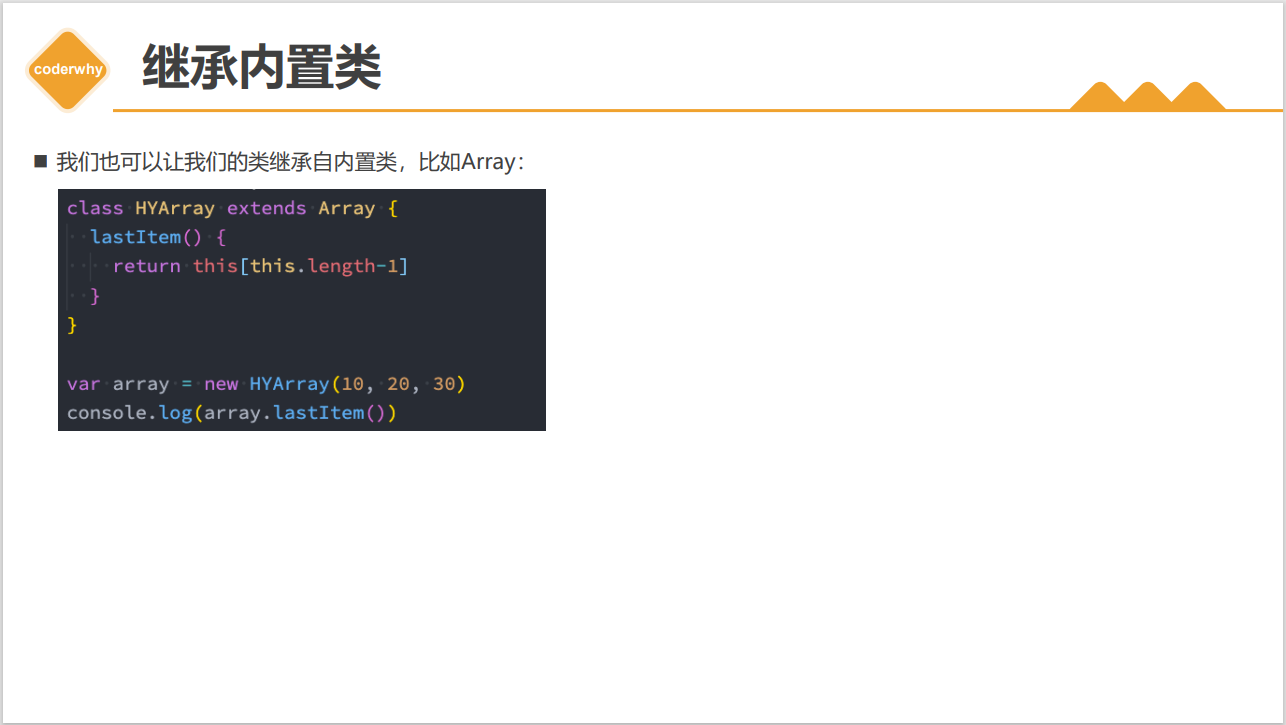 coderwhy
继承内置类
■ 我们也可以让我们的类继承自内置类，比如Array：
class HYArray extends Array {
  lastItem() {
    return this[this.length-1]
  }
}
var array = new HYArray(10, 20, 30)
console.log(array.lastItem())